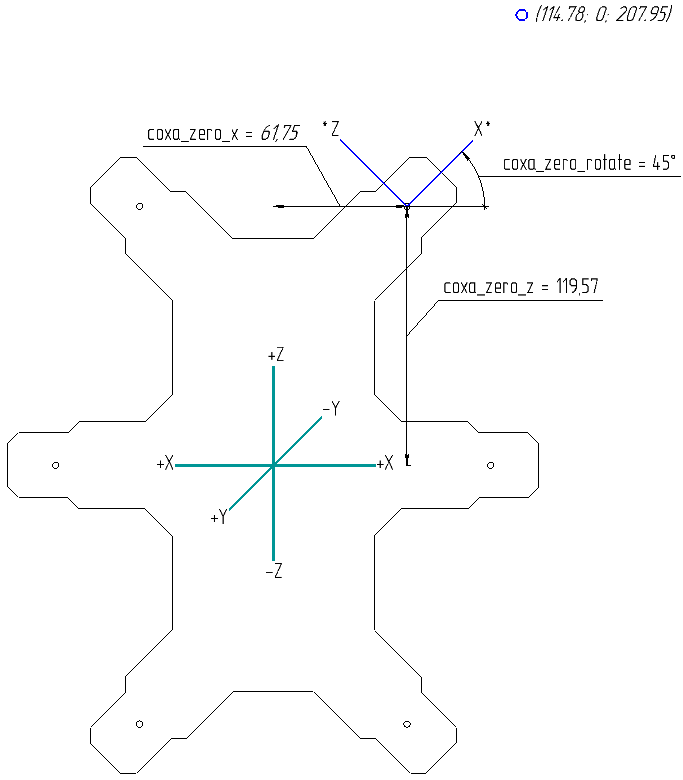 (114.78; 0; 207.95)
coxa_zero_x = 61,75
*Z
X*
coxa_zero_rotate = 45°
coxa_zero_z = 119,57
+Z
-Y
+X
+X
+Y
-Z